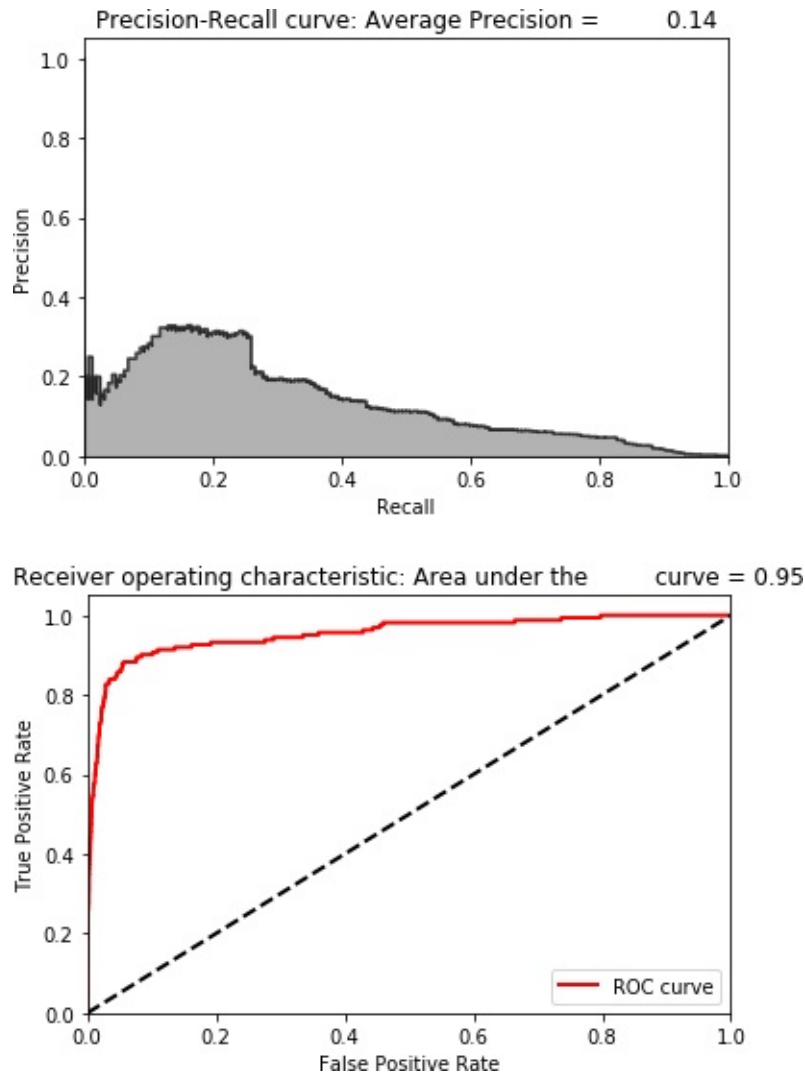 Precision-Recall curve: Average Precision = 0.14
1.0
0.8
0.6
0.4
0.2
0.0
Precision
0.0 0.2 0.4 0.6 0.8 1.0
Recall
Receiver operating characteristic: Area under the curve = 0.95
1.0
0.8
0.6
0.4
0.2
0.0
True Positive Rate
ROC curve
0.0 0.2 0.4 0.6 0.8 1.0
False Positive Rate